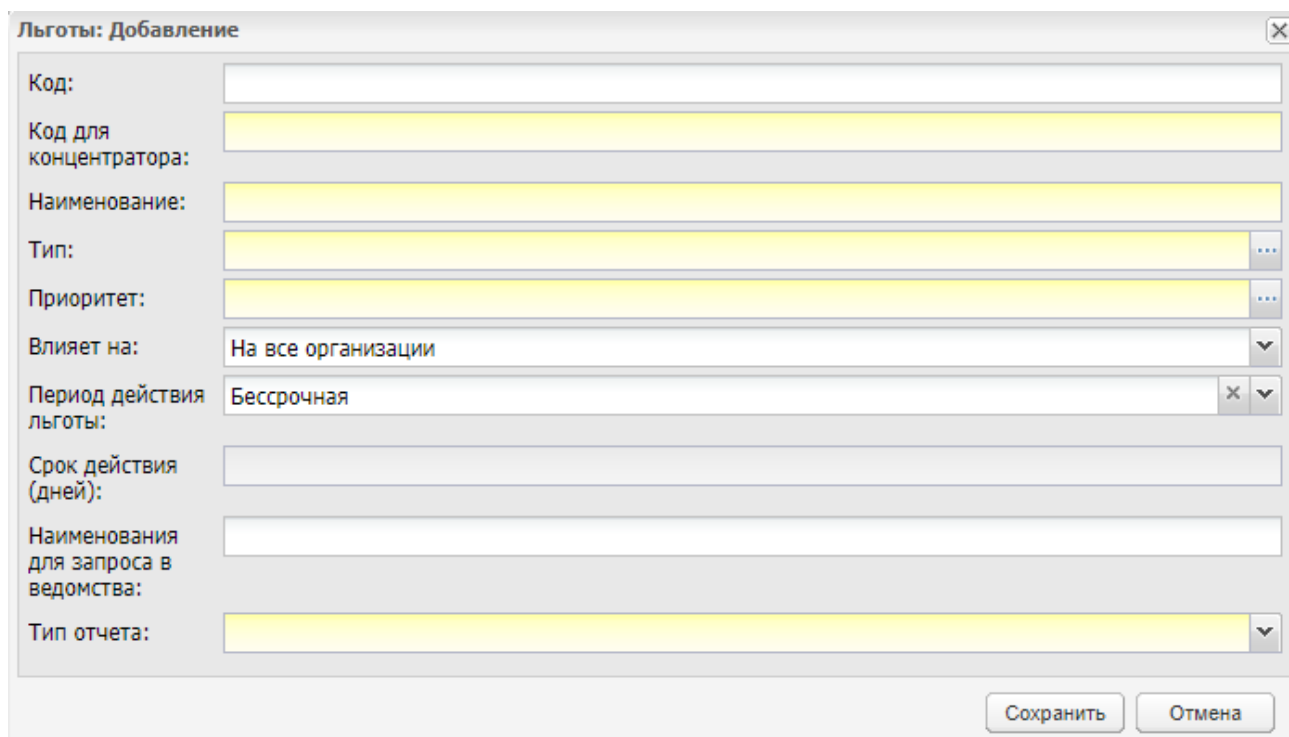 Льготы: Добавление
Код:
Код для
концентратора:
Наименование:
Тип:
Приоритет:
Влияет на:
На все организации
Период действия
льготы:
Бессрочная
Срок действия
(дней):
Наименования
для запроса в
ведомства:
Тип отчета:
Сохранить
Отмена